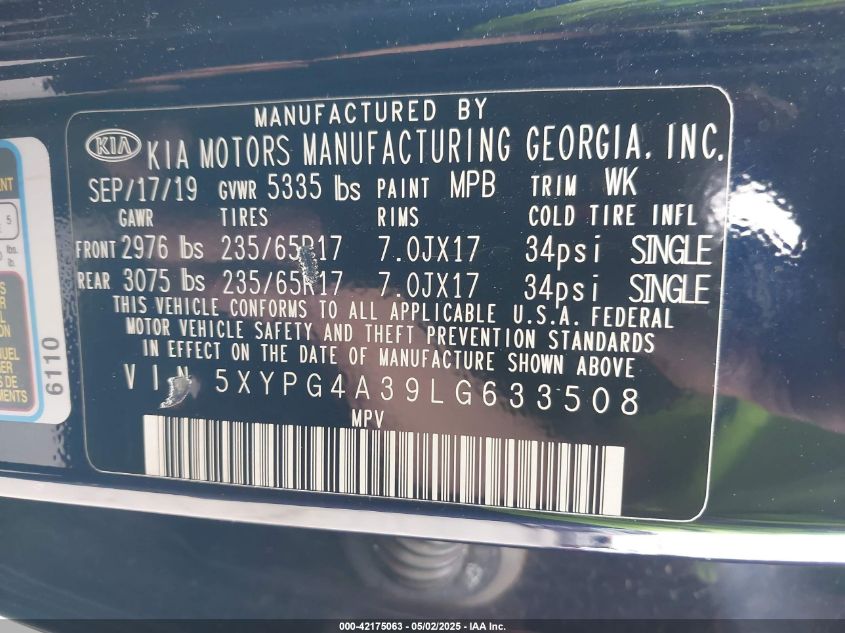 MANUFACTURED BY
KIA KIA MOTORS MANUFACTURING GEORGIA, INC.
SEP/17/19 GVWR 5335 lbs PAINT MPB TRIM WK
GAWR TIRES RIMS COLD TIRE INFL
FRONT 2976 lbs 235/65R17 7.0JX17 34psi SINGLE
REAR 3075 lbs 235/65R17 7.0JX17 34psi SINGLE
THIS VEHICLE CONFORMS TO ALL APPLICABLE U.S.A. FEDERAL
MOTOR VEHICLE SAFETY AND THEFT PREVENTION STANDARDS
IN EFFECT ON THE DATE OF MANUFACTURE SHOWN ABOVE
VIN 5XYPG4A39LG633508
MPV
6110
000-42175063 - 05/02/2025 - IAA Inc.